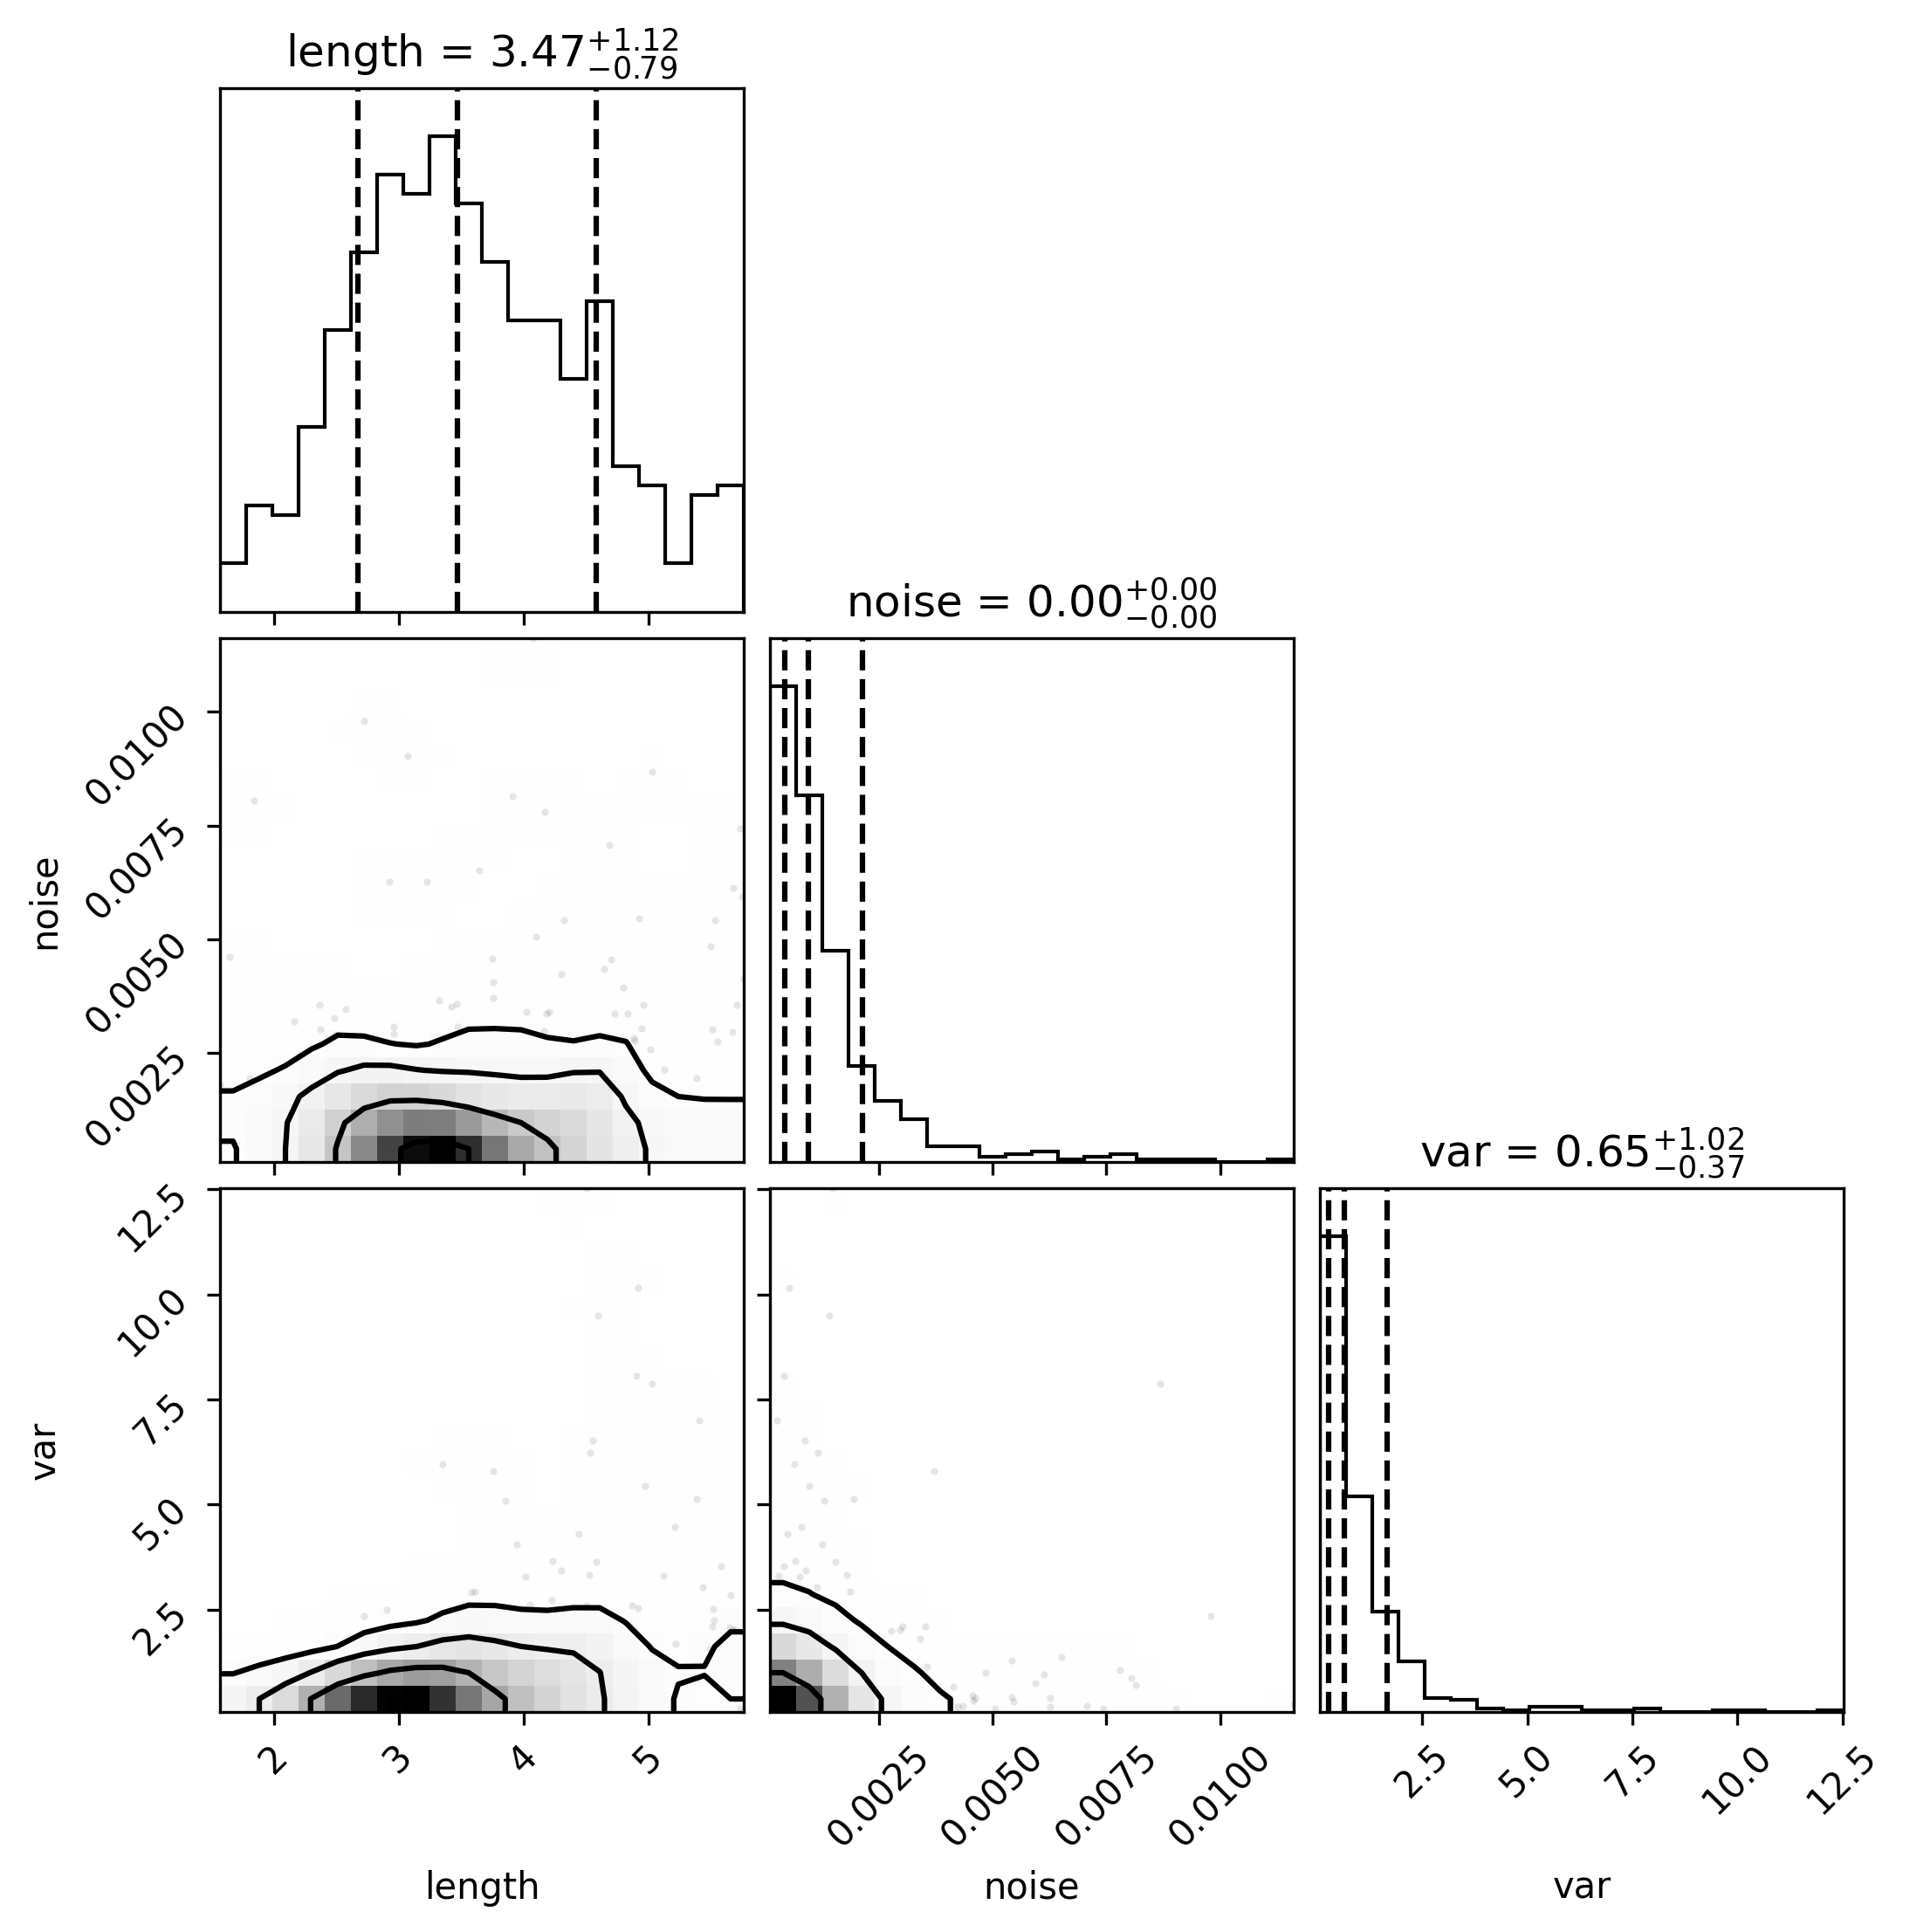 length = 3.47+1.12−0.79
noise = 0.00+0.00−0.00
0.0100
0.0075
0.0050
0.0025
noise
var = 0.65+1.02−0.37
12.5
10.0
7.5
5.0
2.5
var
2 3 4 5
0.0025 0.0050 0.0075 0.0100
2.5 5.0 7.5 10.0 12.5
length noise var